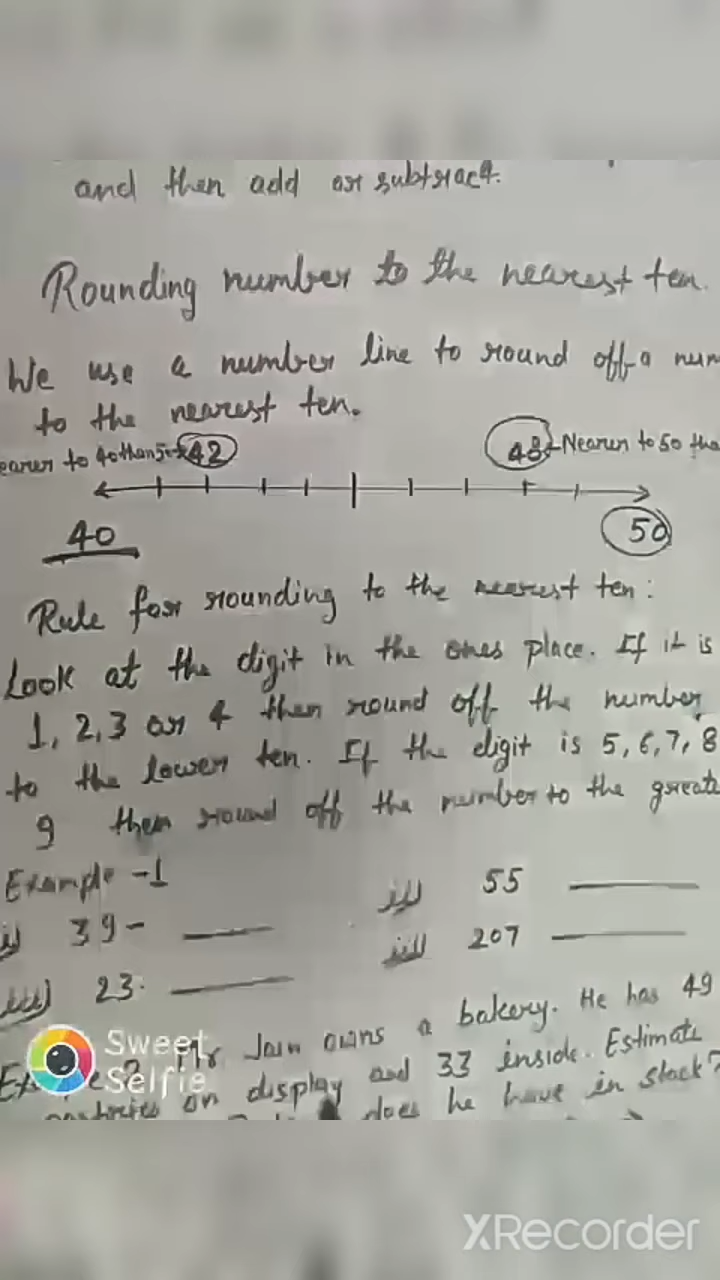 and then add or subtract.
Rounding number to the nearest ten.
We use a number line to round off a num
to the nearest ten.
earer to 40 than 50 42 48 Nearer to 50 tha
40 50
Rule for rounding to the nearest ten:
Look at the digit in the ones place. If it is
1, 2, 3 or 4 then round off the number
to the lower ten. If the digit is 5, 6, 7, 8
9 then round off the number to the greate
Example -1
i) 39- ii) 55
iii) 23. 207
Mr Jain owns a bakery. He has 49
on display and 33 inside. Estimate
does he have in stock?
Sweet
Selfie
XRecorder